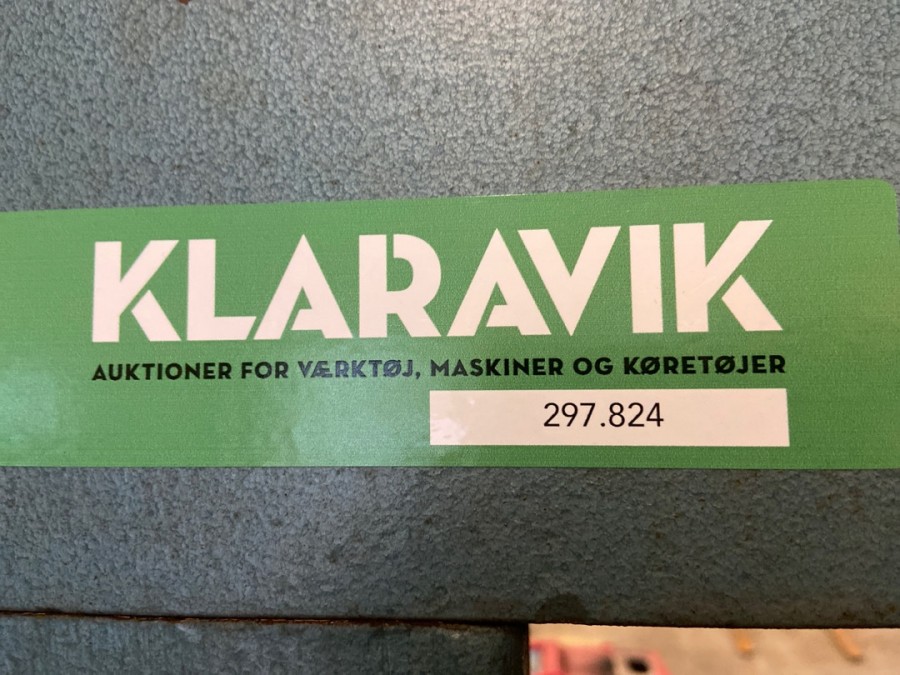 KLARAVIK
AUKTIONER FOR VÆRKTØJ, MASKINER OG KØRETØJER
297.824